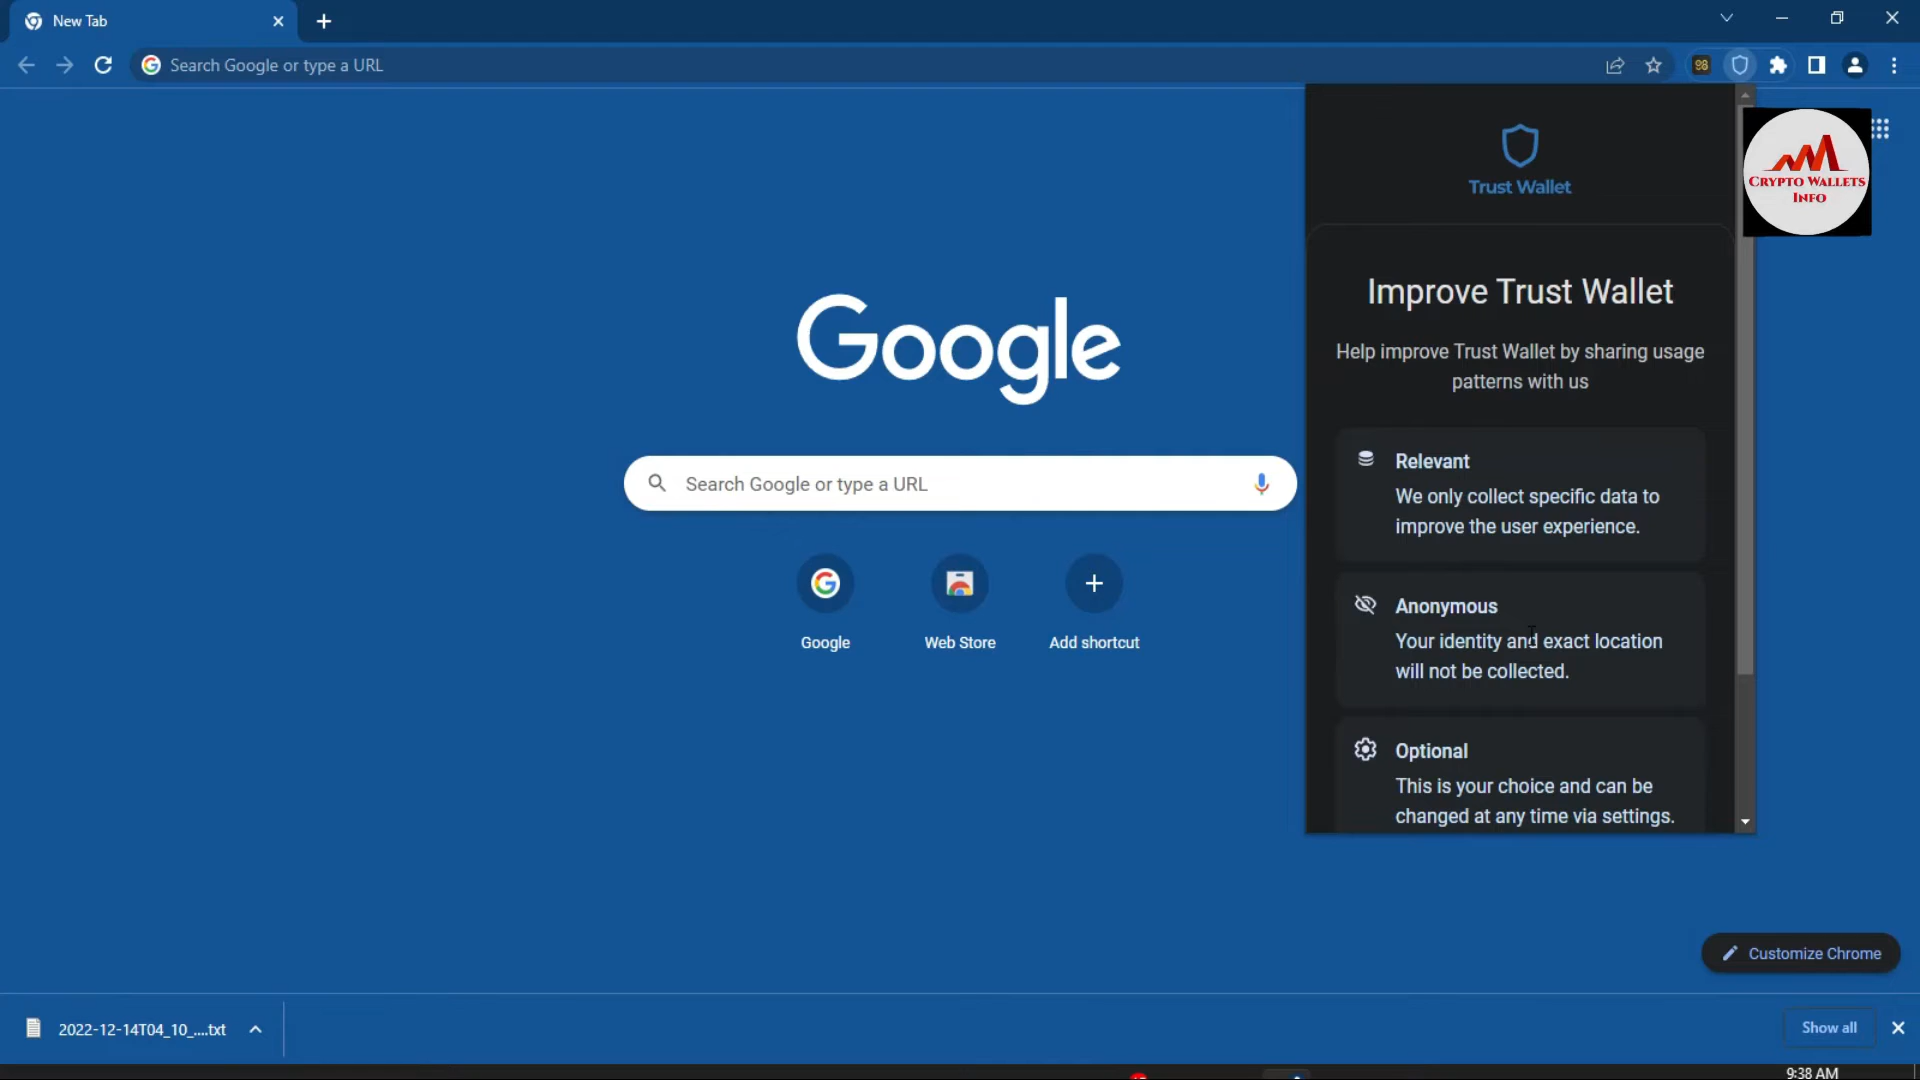 New Tab
Search Google or type a URL
98
CRYPTO WALLETS
INFO
Trust Wallet
Improve Trust Wallet
Help improve Trust Wallet by sharing usage
patterns with us
Relevant
We only collect specific data to
improve the user experience.
Anonymous
Your identity and exact location
will not be collected.
Optional
This is your choice and can be
changed at any time via settings.
Google
Search Google or type a URL
Google
Web Store
Add shortcut
Customize Chrome
2022-12-14T04_10_....txt
Show all
9:38 AM